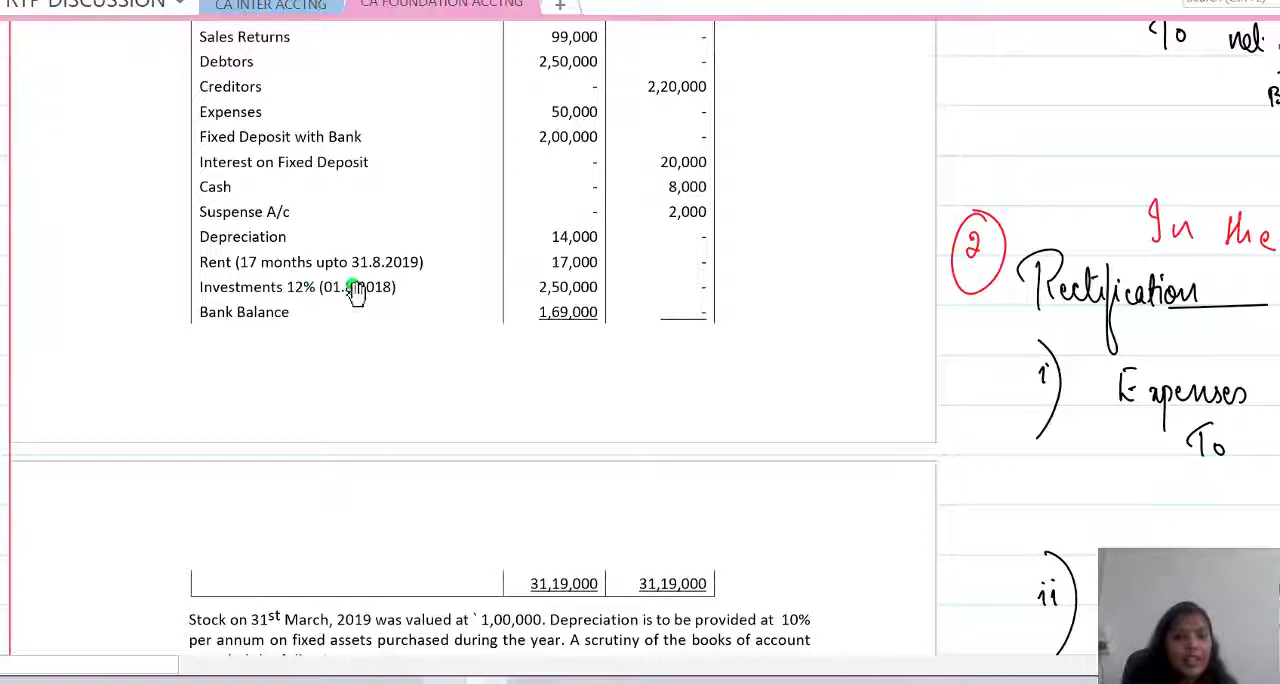 RTP DISCUSSION
CA INTER ACCTNG
CA FOUNDATION ACCTNG
+
Sales Returns 99,000 -
Debtors 2,50,000 -
Creditors - 2,20,000
Expenses 50,000 -
Fixed Deposit with Bank 2,00,000 -
Interest on Fixed Deposit - 20,000
Cash - 8,000
Suspense A/c - 2,000
Depreciation 14,000 -
Rent (17 months upto 31.8.2019) 17,000 -
Investments 12% (01. 2018) 2,50,000 -
Bank Balance 1,69,000 -
31,19,000 31,19,000
Stock on 31st March, 2019 was valued at ` 1,00,000. Depreciation is to be provided at 10%
per annum on fixed assets purchased during the year. A scrutiny of the books of account
To net
2 In the
Rectification
i) Expenses
To
ii)